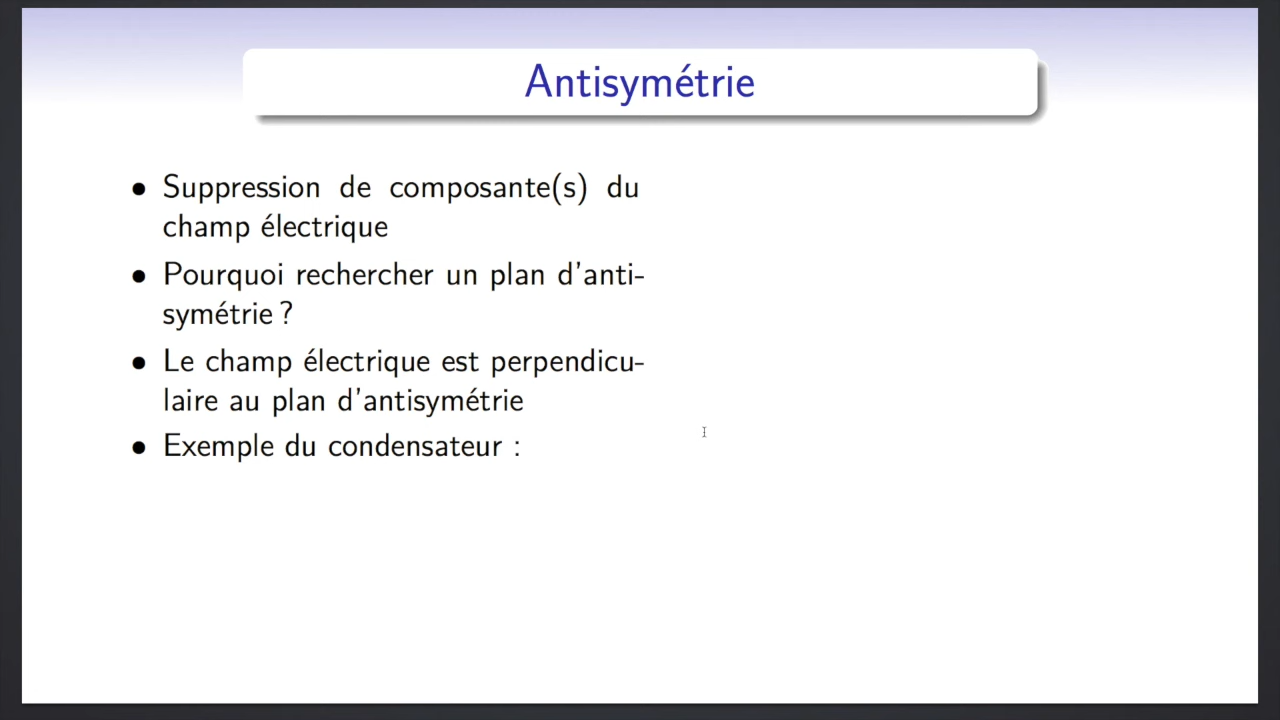 Antisymétrie
• Suppression de composante(s) du
champ électrique
• Pourquoi rechercher un plan d'anti-
symétrie ?
• Le champ électrique est perpendicu-
laire au plan d'antisymétrie
• Exemple du condensateur :